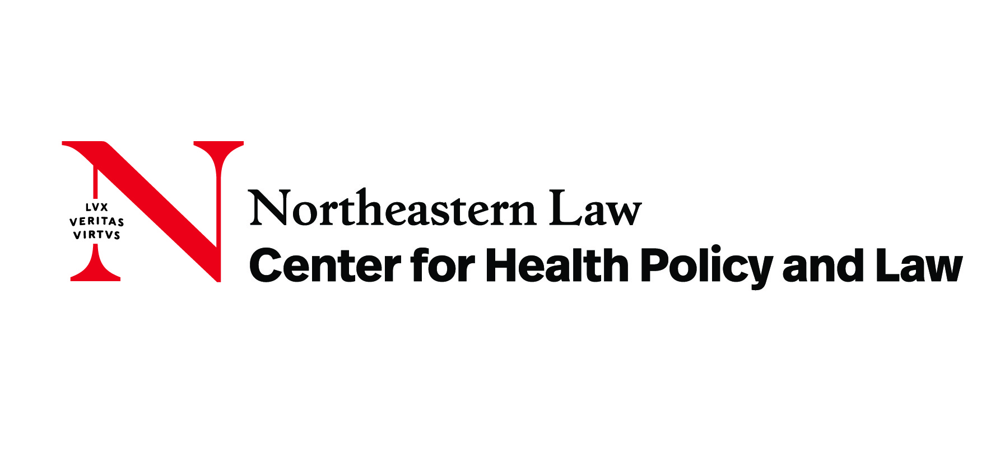 N
LVX
VERITAS
VIRTVS
Northeastern Law
Center for Health Policy and Law